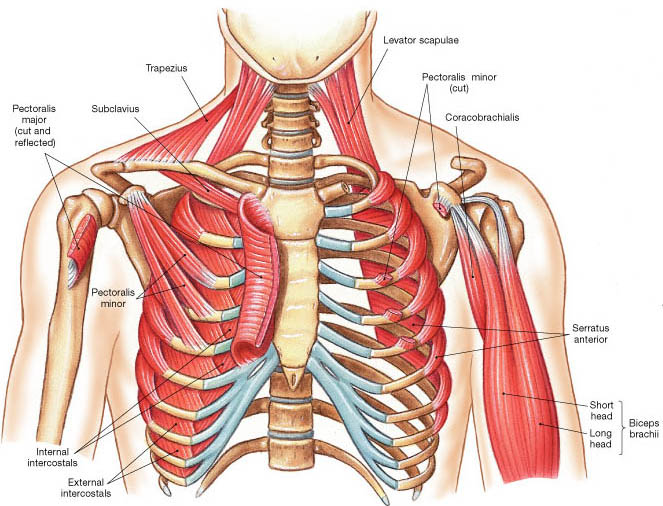 Levator scapulae
Trapezius
Pectoralis minor
(cut)
Pectoralis
major
(cut and
reflected)
Subclavius
Coracobrachialis
Pectoralis
minor
Serratus
anterior
Short
head
Long
head
Biceps
brachii
Internal
intercostals
External
intercostals